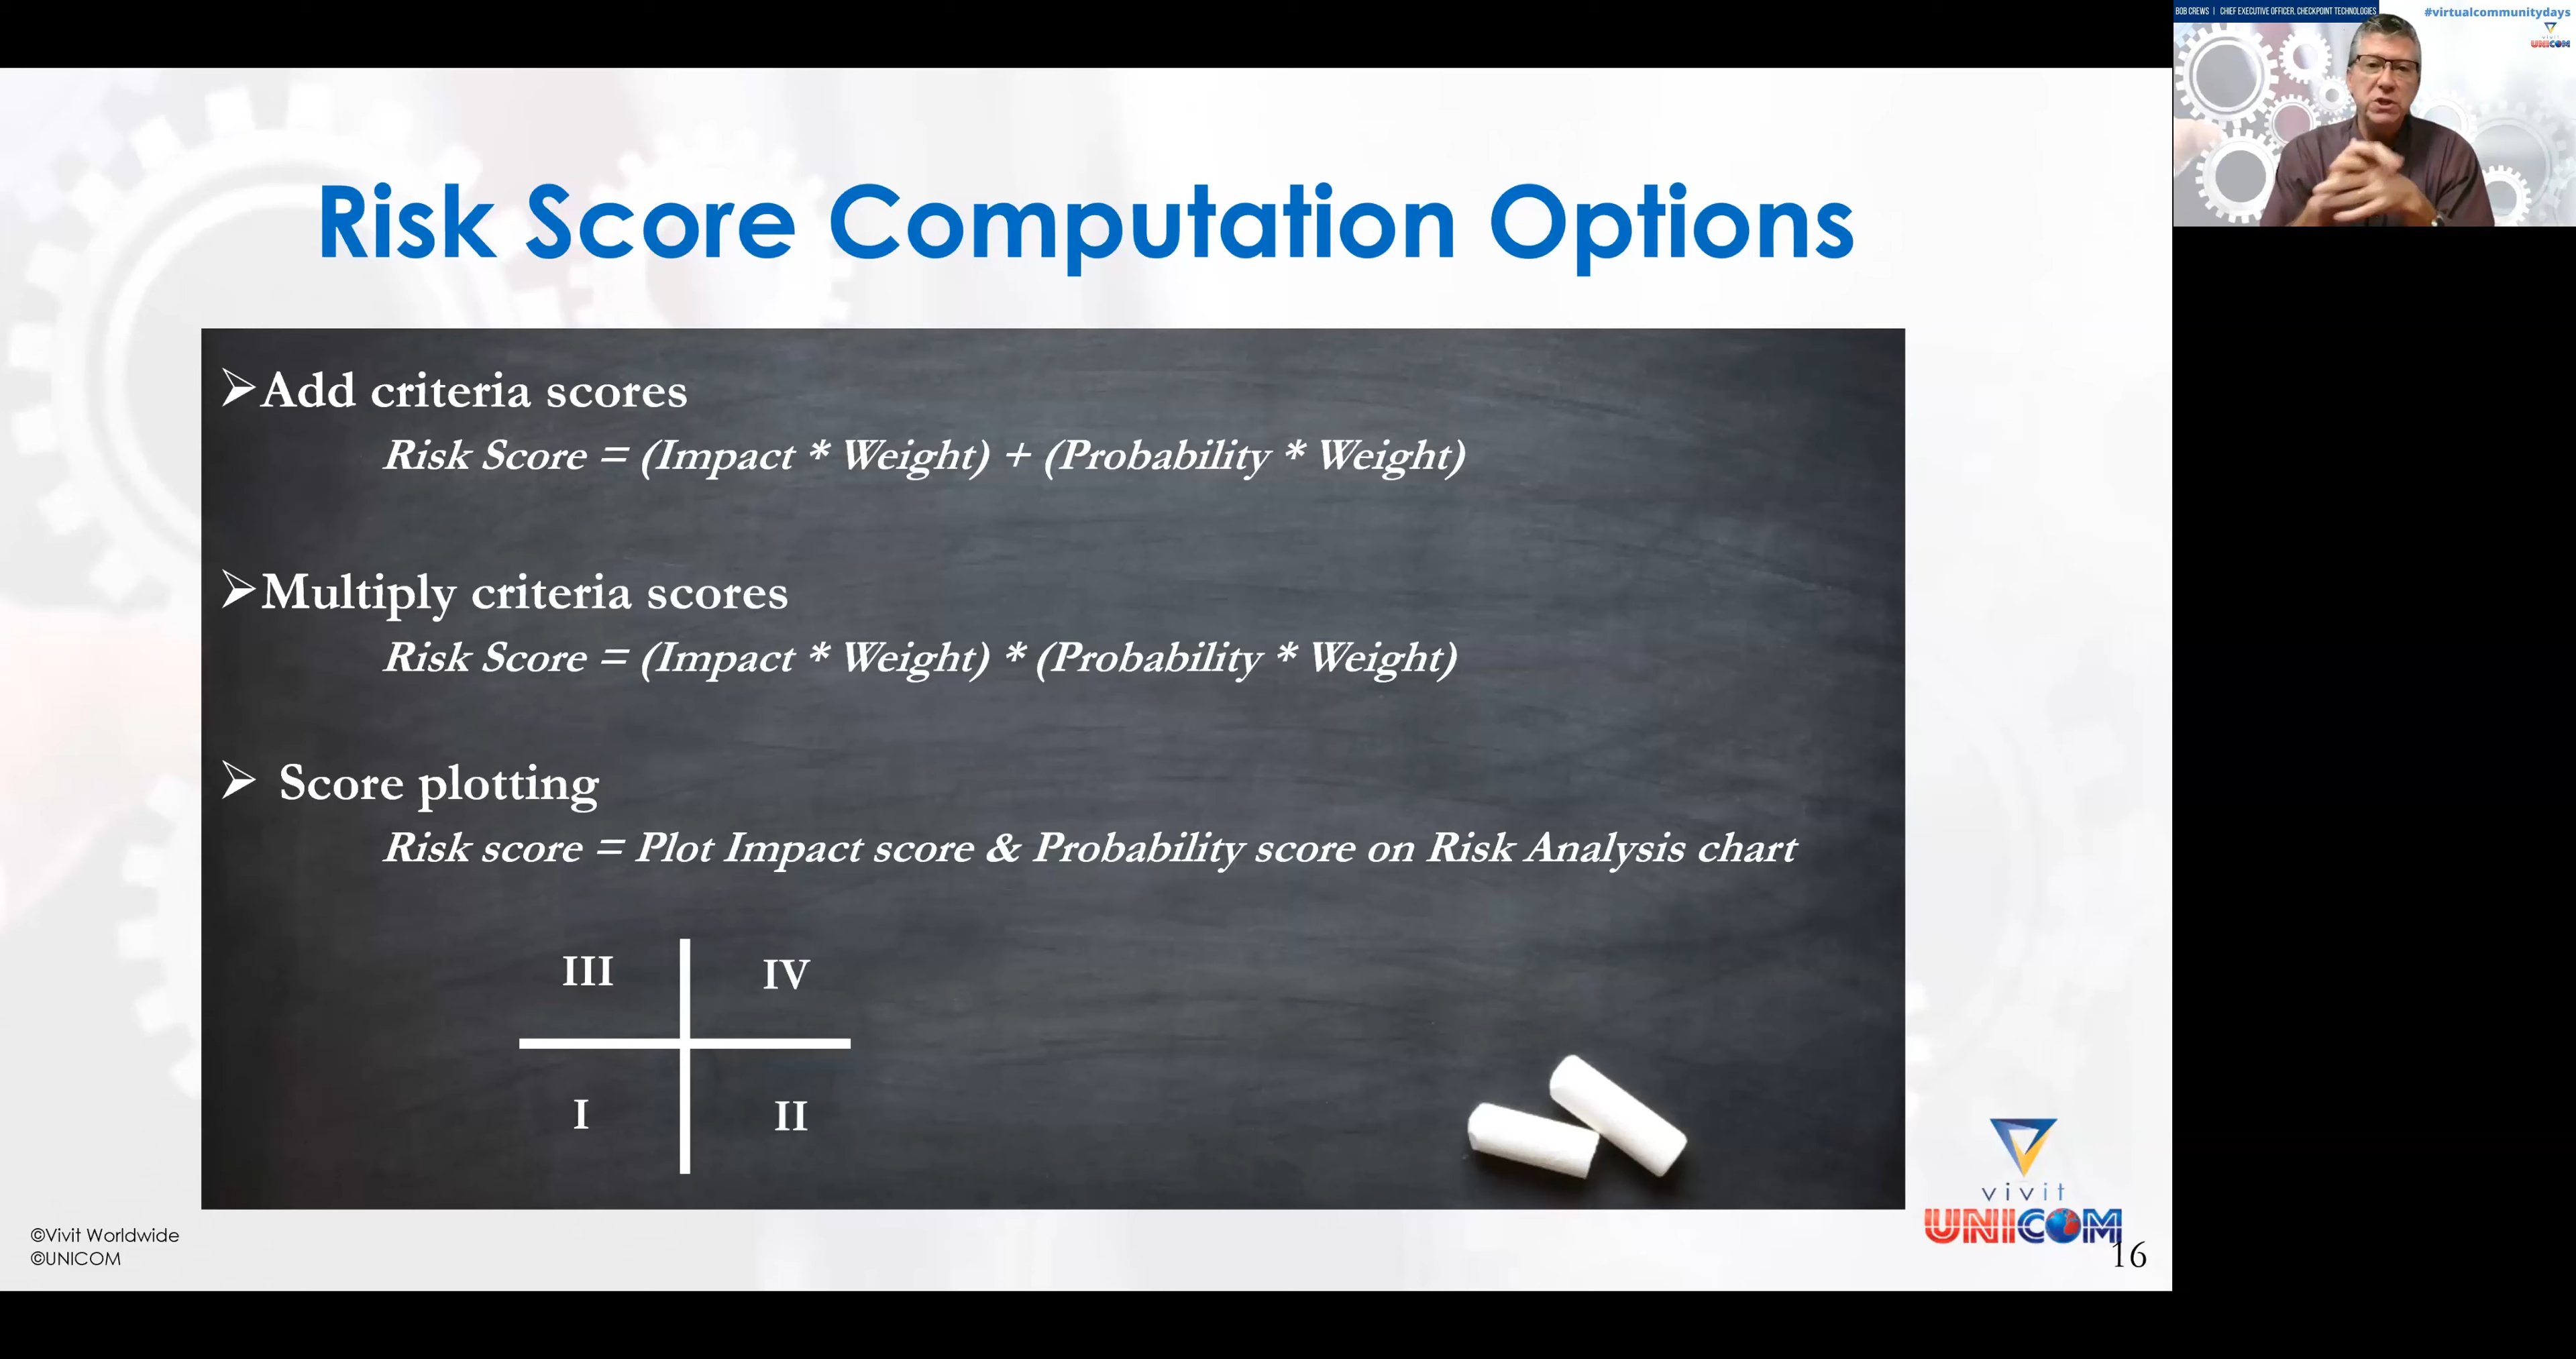 BOB CREWS | CHIEF EXECUTIVE OFFICER, CHECKPOINT TECHNOLOGIES
#virtualcommunitydays
vivit
UNICOM
Risk Score Computation Options
➢Add criteria scores
Risk Score = (Impact * Weight) + (Probability * Weight)
➢Multiply criteria scores
Risk Score = (Impact * Weight) * (Probability * Weight)
➢ Score plotting
Risk score = Plot Impact score & Probability score on Risk Analysis chart
III IV
I II
vivit
UNICOM
©Vivit Worldwide
©UNICOM
16